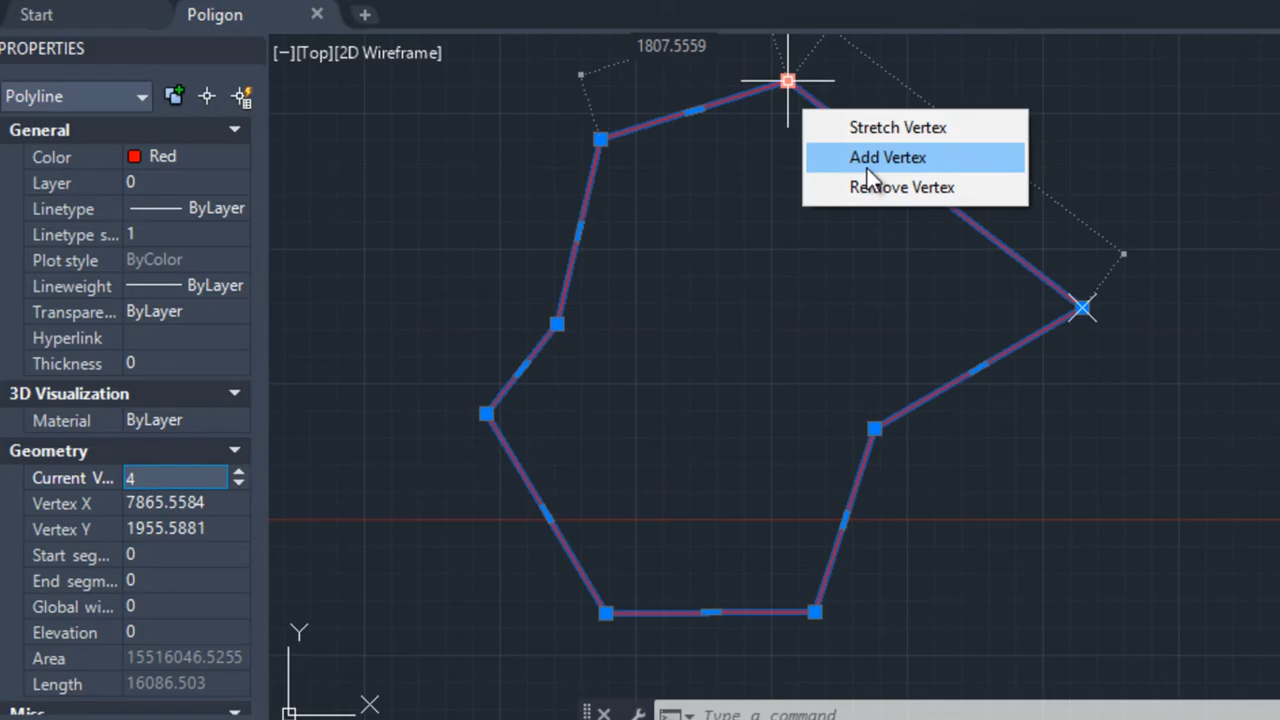 Start
Poligon
PROPERTIES
[−][Top][2D Wireframe]
1807.5559
Polyline
General
Color Red
Layer 0
Linetype ByLayer
Linetype s... 1
Plot style ByColor
Lineweight ByLayer
Transpare... ByLayer
Hyperlink
Thickness 0
3D Visualization
Material ByLayer
Geometry
Current V... 4
Vertex X 7865.5584
Vertex Y 1955.5881
Start seg... 0
End segm... 0
Global wi... 0
Elevation 0
Area 15516046.5255
Length 16086.503
Misc
Stretch Vertex
Add Vertex
Remove Vertex
Y
X
Type a command